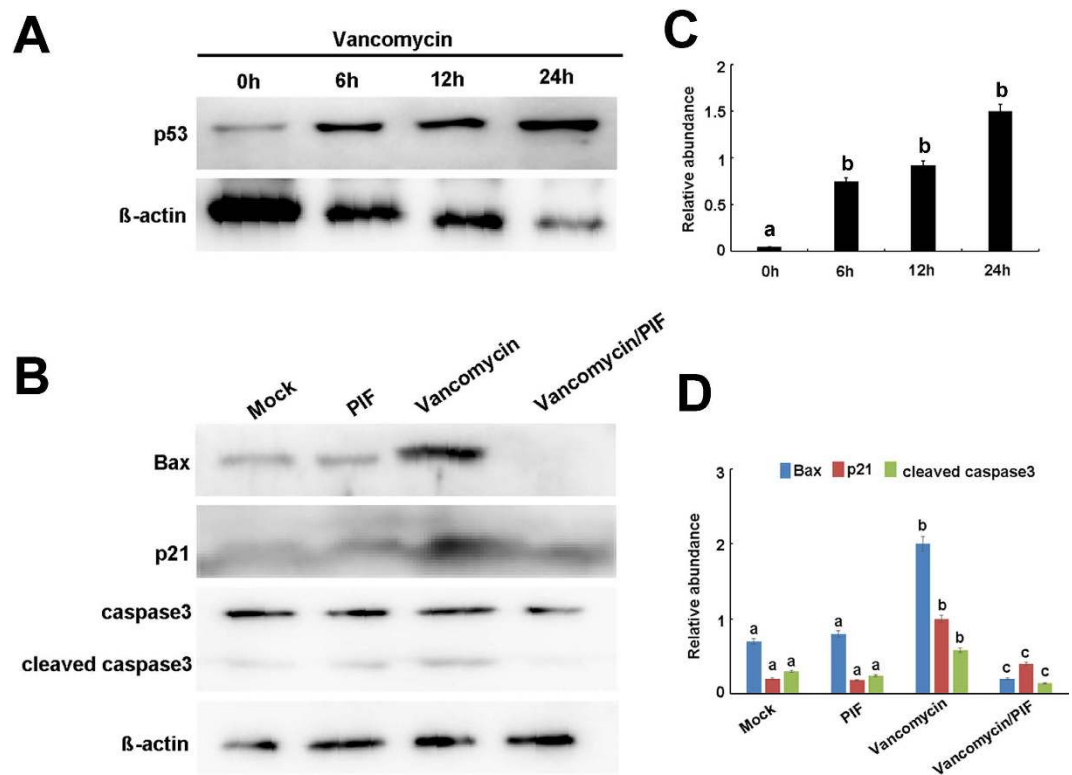 A
Vancomycin
0h 6h 12h 24h
p53
ß-actin
C
2
1.5
1
0.5
0
Relative abundance
a b b b
0h 6h 12h 24h
B
Mock PIF Vancomycin Vancomycin/PIF
Bax
p21
caspase3
cleaved caspase3
ß-actin
D
3
2
1
0
Relative abundance
Bax p21 cleaved caspase3
a a a a a a b b b c c c
Mock PIF Vancomycin Vancomycin/PIF